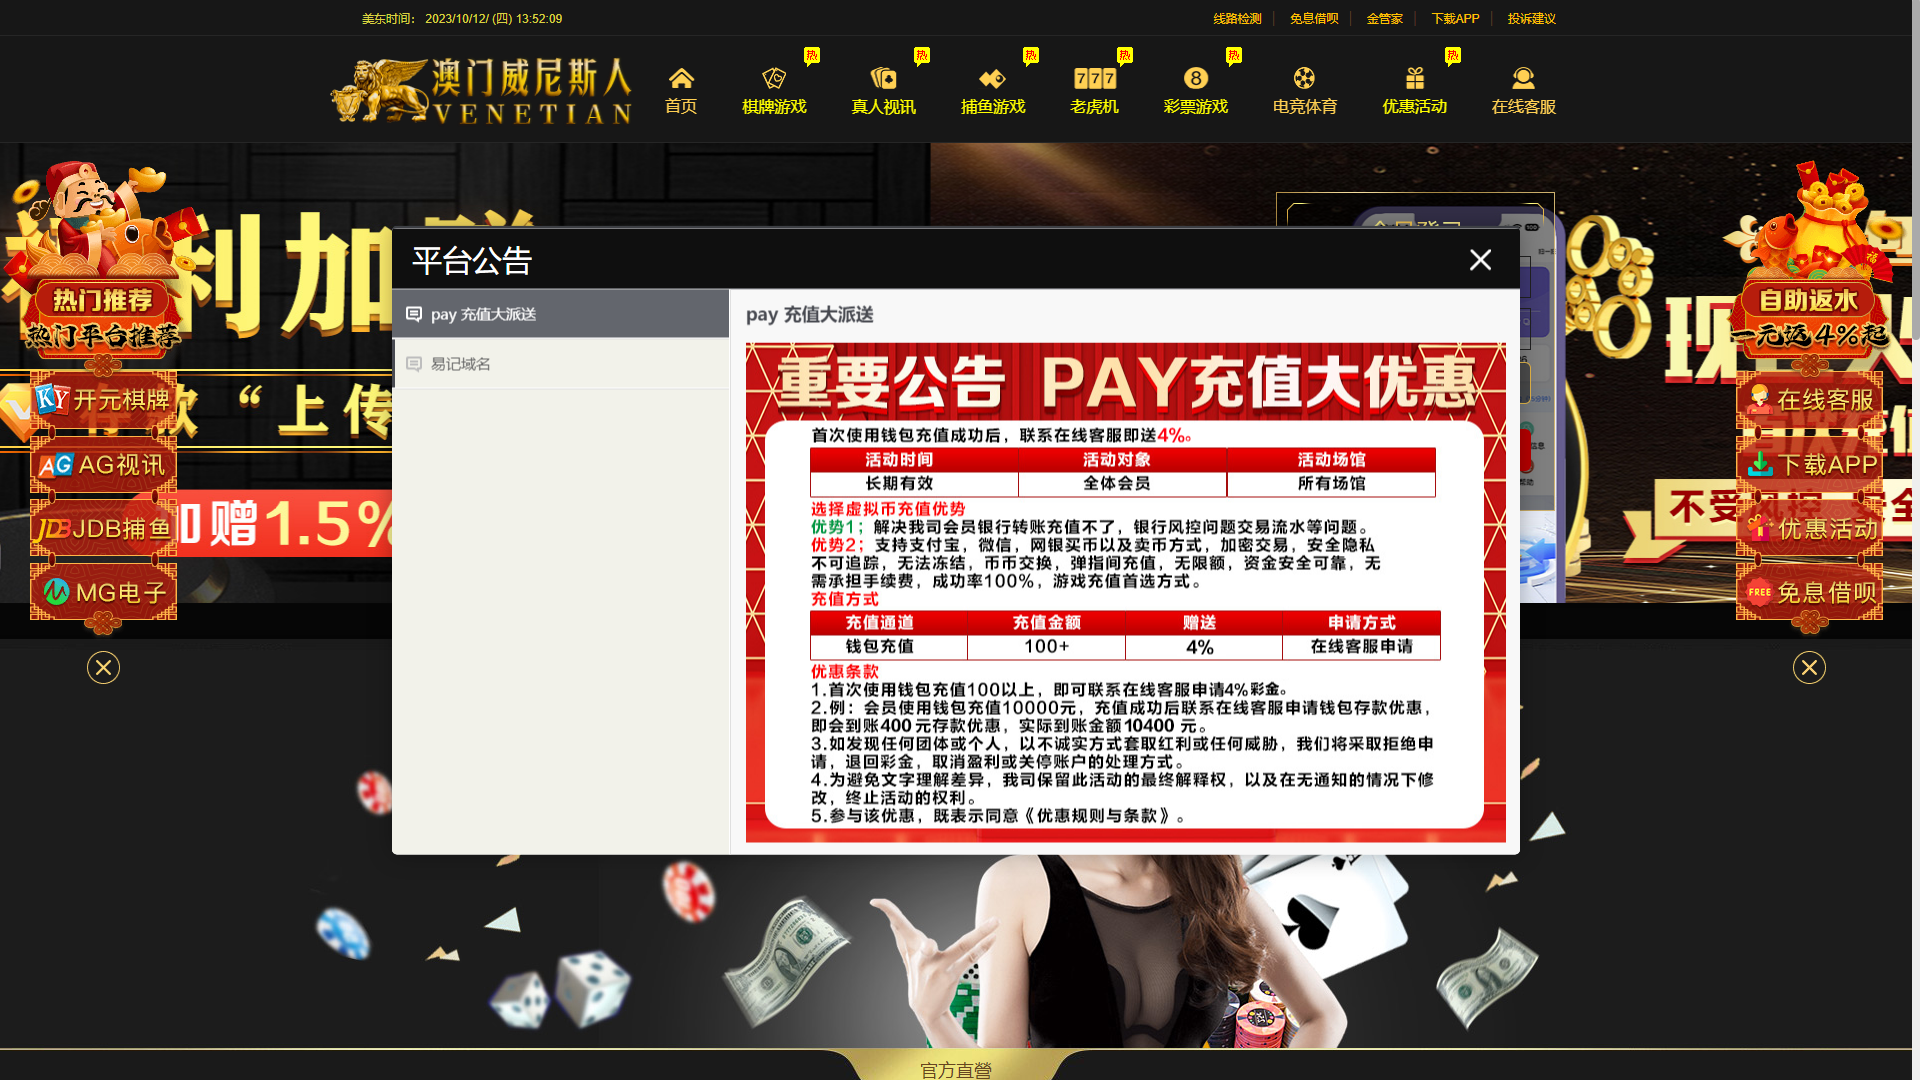 美东时间： 2023/10/12/ (四) 13:52:09
线路检测
免息借呗
金管家
下载APP
投诉建议
澳门威尼斯人
VENETIAN
首页
热
棋牌游戏
热
真人视讯
热
捕鱼游戏
热
777
老虎机
热
8
彩票游戏
电竞体育
热
优惠活动
在线客服
利加
存款“上传
加赠1.5%
现
不受风控
安全
热门推荐
热门平台推荐
KY 开元棋牌
AG AG视讯
JDB JDB捕鱼
MG电子
福
自助返水
一元返4%起
在线客服
下载APP
优惠活动
FREE 免息借呗
平台公告
pay 充值大派送
易记域名
pay 充值大派送
重要公告 PAY充值大优惠
首次使用钱包充值成功后，联系在线客服即送4%。
活动时间 活动对象 活动场馆
长期有效 全体会员 所有场馆
选择虚拟币充值优势
优势1；解决我司会员银行转账充值不了，银行风控问题交易流水等问题。
优势2；支持支付宝，微信，网银买币以及卖币方式，加密交易，安全隐私
不可追踪，无法冻结，币币交换，弹指间充值，无限额，资金安全可靠，无
需承担手续费，成功率100%，游戏充值首选方式。
充值方式
充值通道 充值金额 赠送 申请方式
钱包充值 100+ 4% 在线客服申请
优惠条款
1.首次使用钱包充值100以上，即可联系在线客服申请4%彩金。
2.例：会员使用钱包充值10000元，充值成功后联系在线客服申请钱包存款优惠，
即会到账400元存款优惠，实际到账金额10400 元。
3.如发现任何团体或个人，以不诚实方式套取红利或任何威胁，我们将采取拒绝申
请，退回彩金，取消盈利或关停账户的处理方式。
4.为避免文字理解差异，我司保留此活动的最终解释权，以及在无通知的情况下修
改，终止活动的权利。
5.参与该优惠，既表示同意《优惠规则与条款》。
官方直營